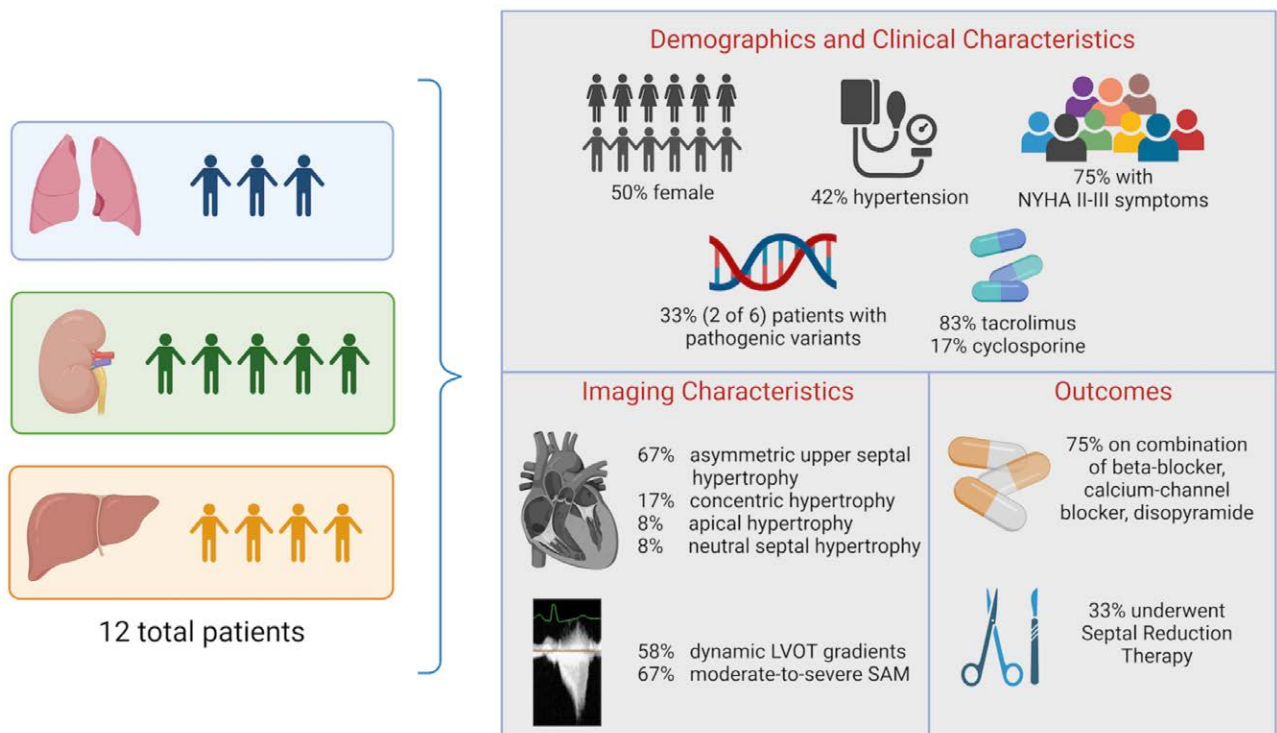 12 total patients
Demographics and Clinical Characteristics
50% female
42% hypertension
75% with
NYHA II-III symptoms
33% (2 of 6) patients with
pathogenic variants
83% tacrolimus
17% cyclosporine
Imaging Characteristics
67% asymmetric upper septal
hypertrophy
17% concentric hypertrophy
8% apical hypertrophy
8% neutral septal hypertrophy
58% dynamic LVOT gradients
67% moderate-to-severe SAM
Outcomes
75% on combination
of beta-blocker,
calcium-channel
blocker, disopyramide
33% underwent
Septal Reduction
Therapy